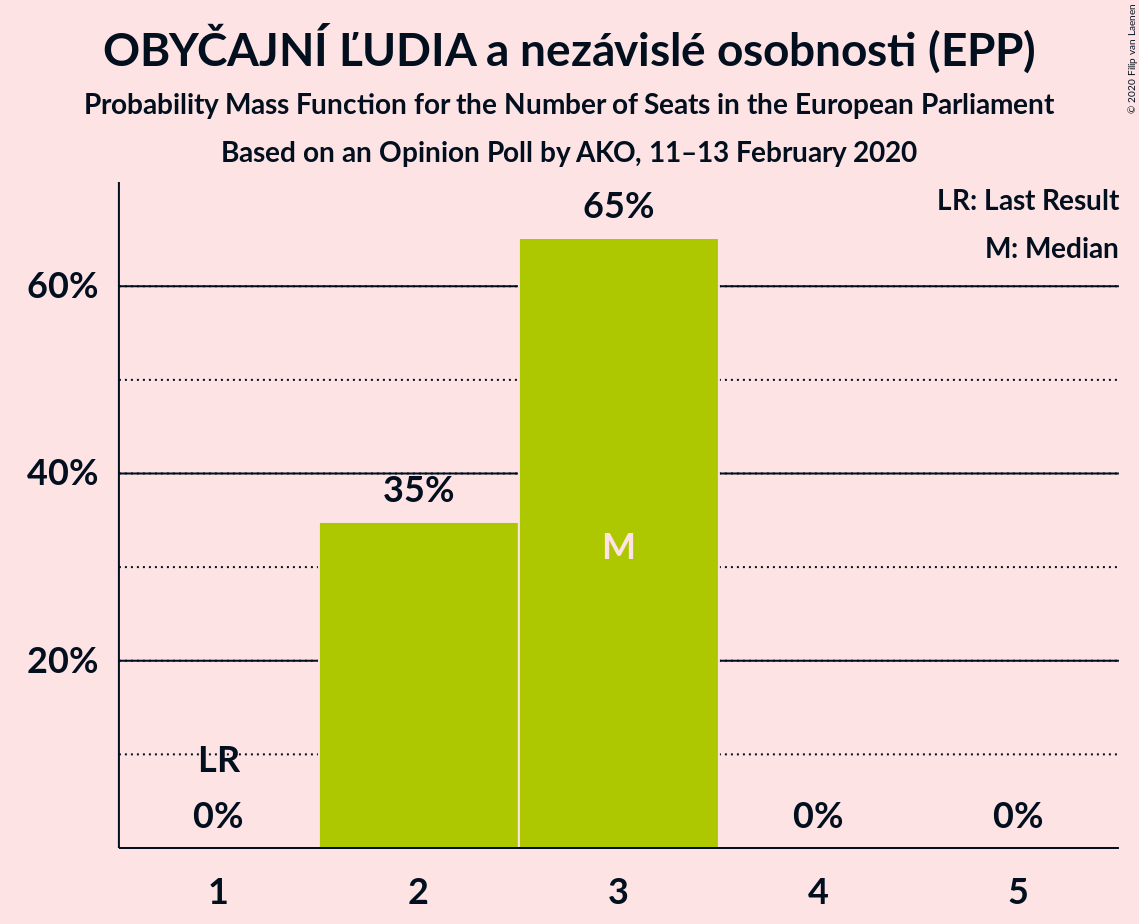 OBYČAJNÍ ĽUDIA a nezávislé osobnosti (EPP)
Probability Mass Function for the Number of Seats in the European Parliament
Based on an Opinion Poll by AKO, 11–13 February 2020
© 2020 Filip van Laenen
LR: Last Result
M: Median
65%
60%
40%
35%
M
20%
LR
0%
0%
0%
1
2
3
4
5